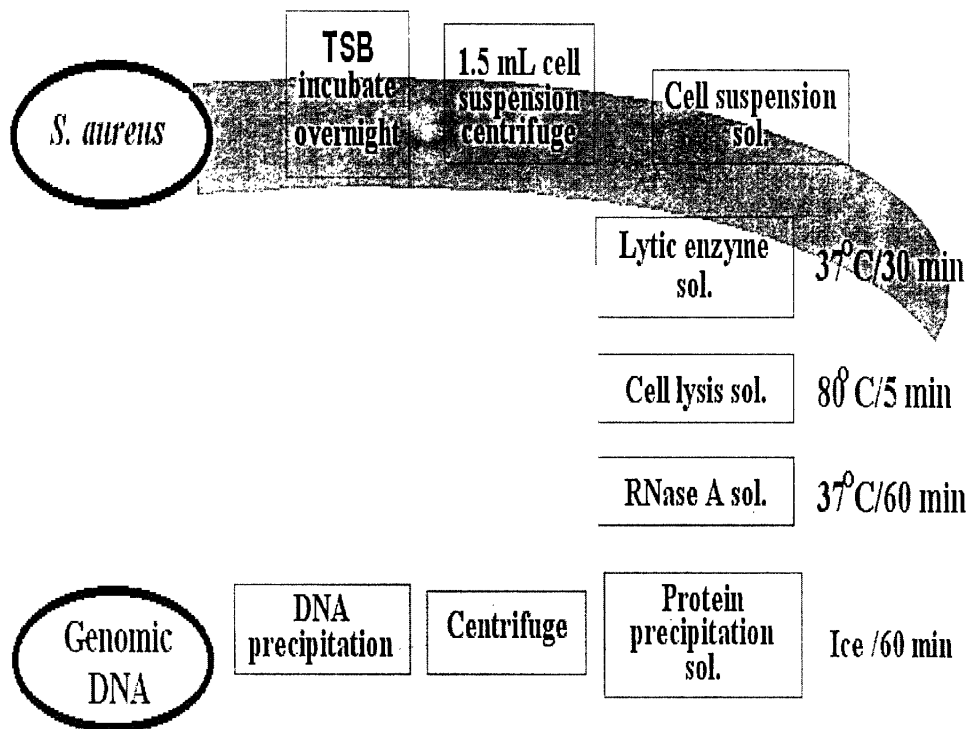 S. aureus
TSB
incubate
overnight
1.5 mL cell
suspension
centrifuge
Cell suspension
sol.
Lytic enzyme
sol.
37°C/30 min
Cell lysis sol.
80°C/5 min
RNase A sol.
37°C/60 min
Genomic
DNA
DNA
precipitation
Centrifuge
Protein
precipitation
sol.
Ice /60 min